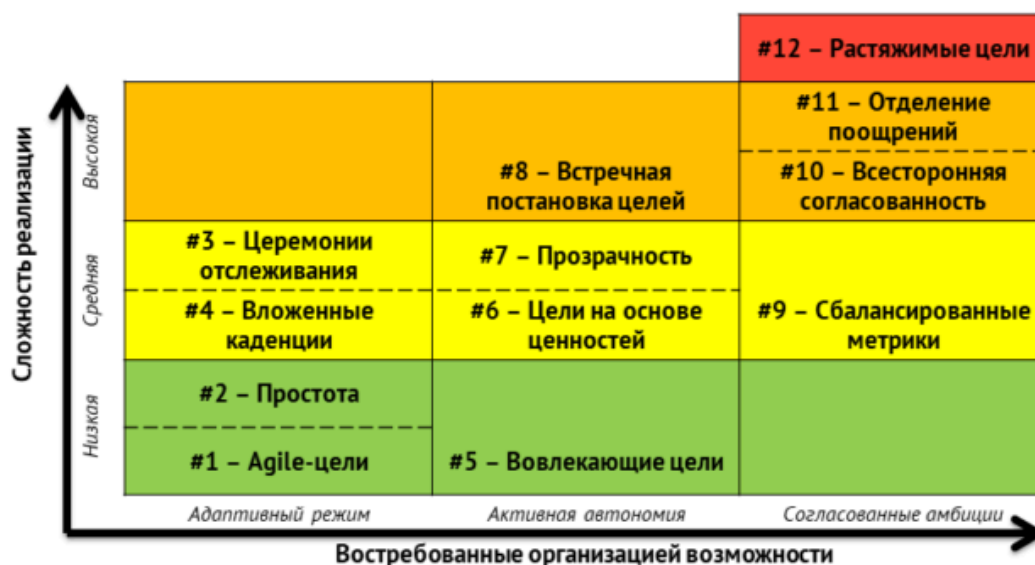 #12 – Растяжимые цели
#11 – Отделение
поощрений
#8 – Встречная
постановка целей
#10 – Всесторонняя
согласованность
#3 – Церемонии
отслеживания
#7 – Прозрачность
#4 – Вложенные
каденции
#6 – Цели на основе
ценностей
#9 – Сбалансированные
метрики
#2 – Простота
#1 – Agile-цели
#5 – Вовлекающие цели
Сложность реализации
Высокая
Средняя
Низкая
Адаптивный режим
Активная автономия
Согласованные амбиции
Востребованные организацией возможности